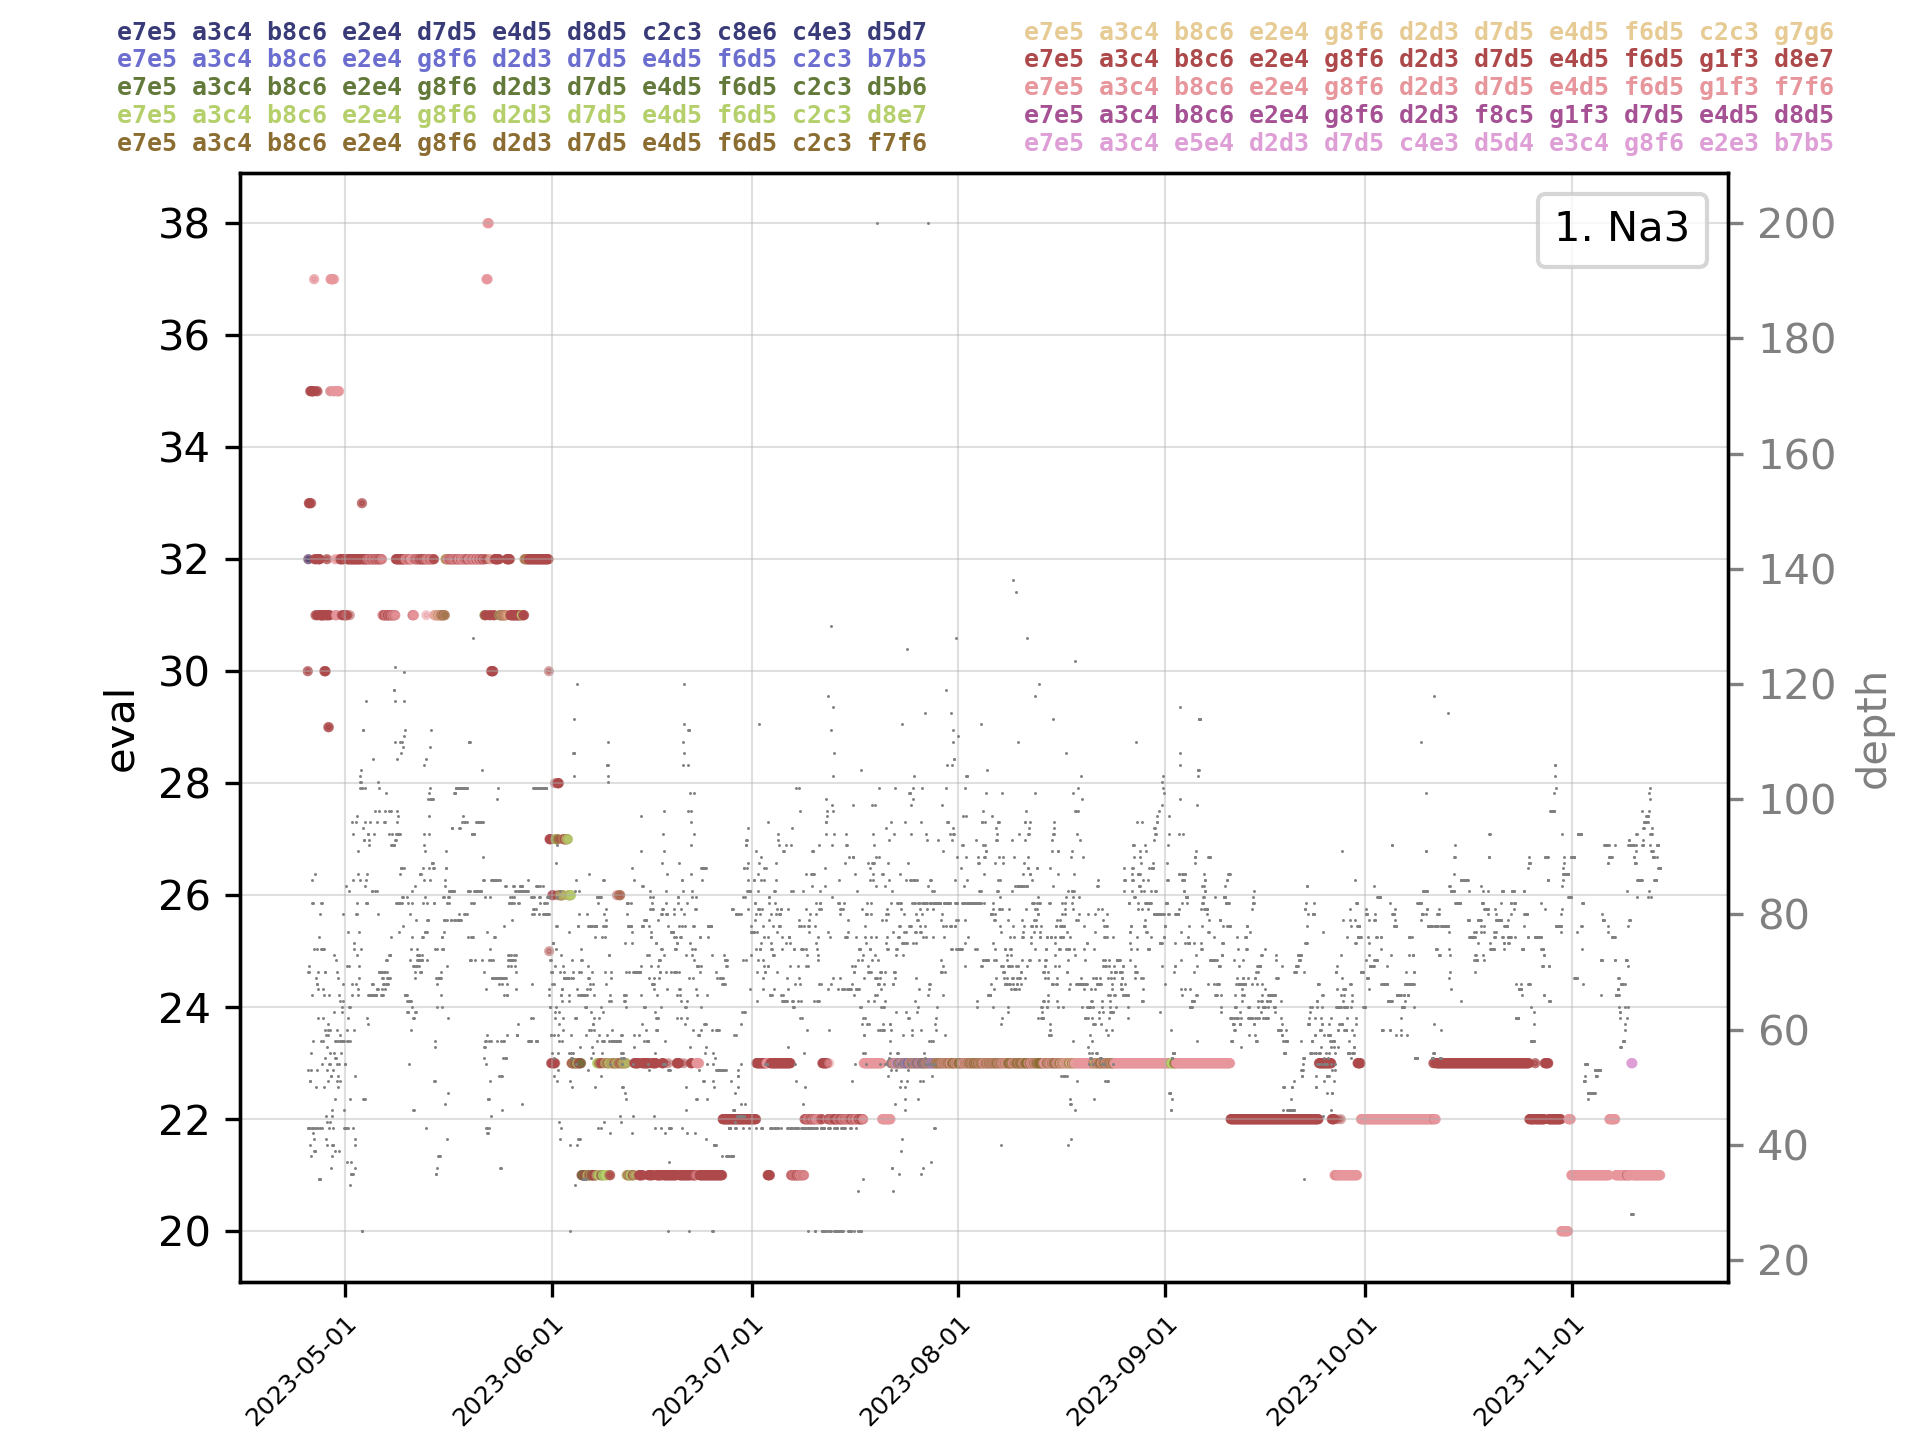 e7e5 a3c4 b8c6 e2e4 d7d5 e4d5 d8d5 c2c3 c8e6 c4e3 d5d7
e7e5 a3c4 b8c6 e2e4 g8f6 d2d3 d7d5 e4d5 f6d5 c2c3 b7b5
e7e5 a3c4 b8c6 e2e4 g8f6 d2d3 d7d5 e4d5 f6d5 c2c3 d5b6
e7e5 a3c4 b8c6 e2e4 g8f6 d2d3 d7d5 e4d5 f6d5 c2c3 d8e7
e7e5 a3c4 b8c6 e2e4 g8f6 d2d3 d7d5 e4d5 f6d5 c2c3 f7f6
e7e5 a3c4 b8c6 e2e4 g8f6 d2d3 d7d5 e4d5 f6d5 c2c3 g7g6
e7e5 a3c4 b8c6 e2e4 g8f6 d2d3 d7d5 e4d5 f6d5 g1f3 d8e7
e7e5 a3c4 b8c6 e2e4 g8f6 d2d3 d7d5 e4d5 f6d5 g1f3 f7f6
e7e5 a3c4 b8c6 e2e4 g8f6 d2d3 f8c5 g1f3 d7d5 e4d5 d8d5
e7e5 a3c4 e5e4 d2d3 d7d5 c4e3 d5d4 e3c4 g8f6 e2e3 b7b5
1. Na3
38
36
34
32
30
28
26
24
22
20
eval
200
180
160
140
120
100
80
60
40
20
depth
2023-05-01
2023-06-01
2023-07-01
2023-08-01
2023-09-01
2023-10-01
2023-11-01